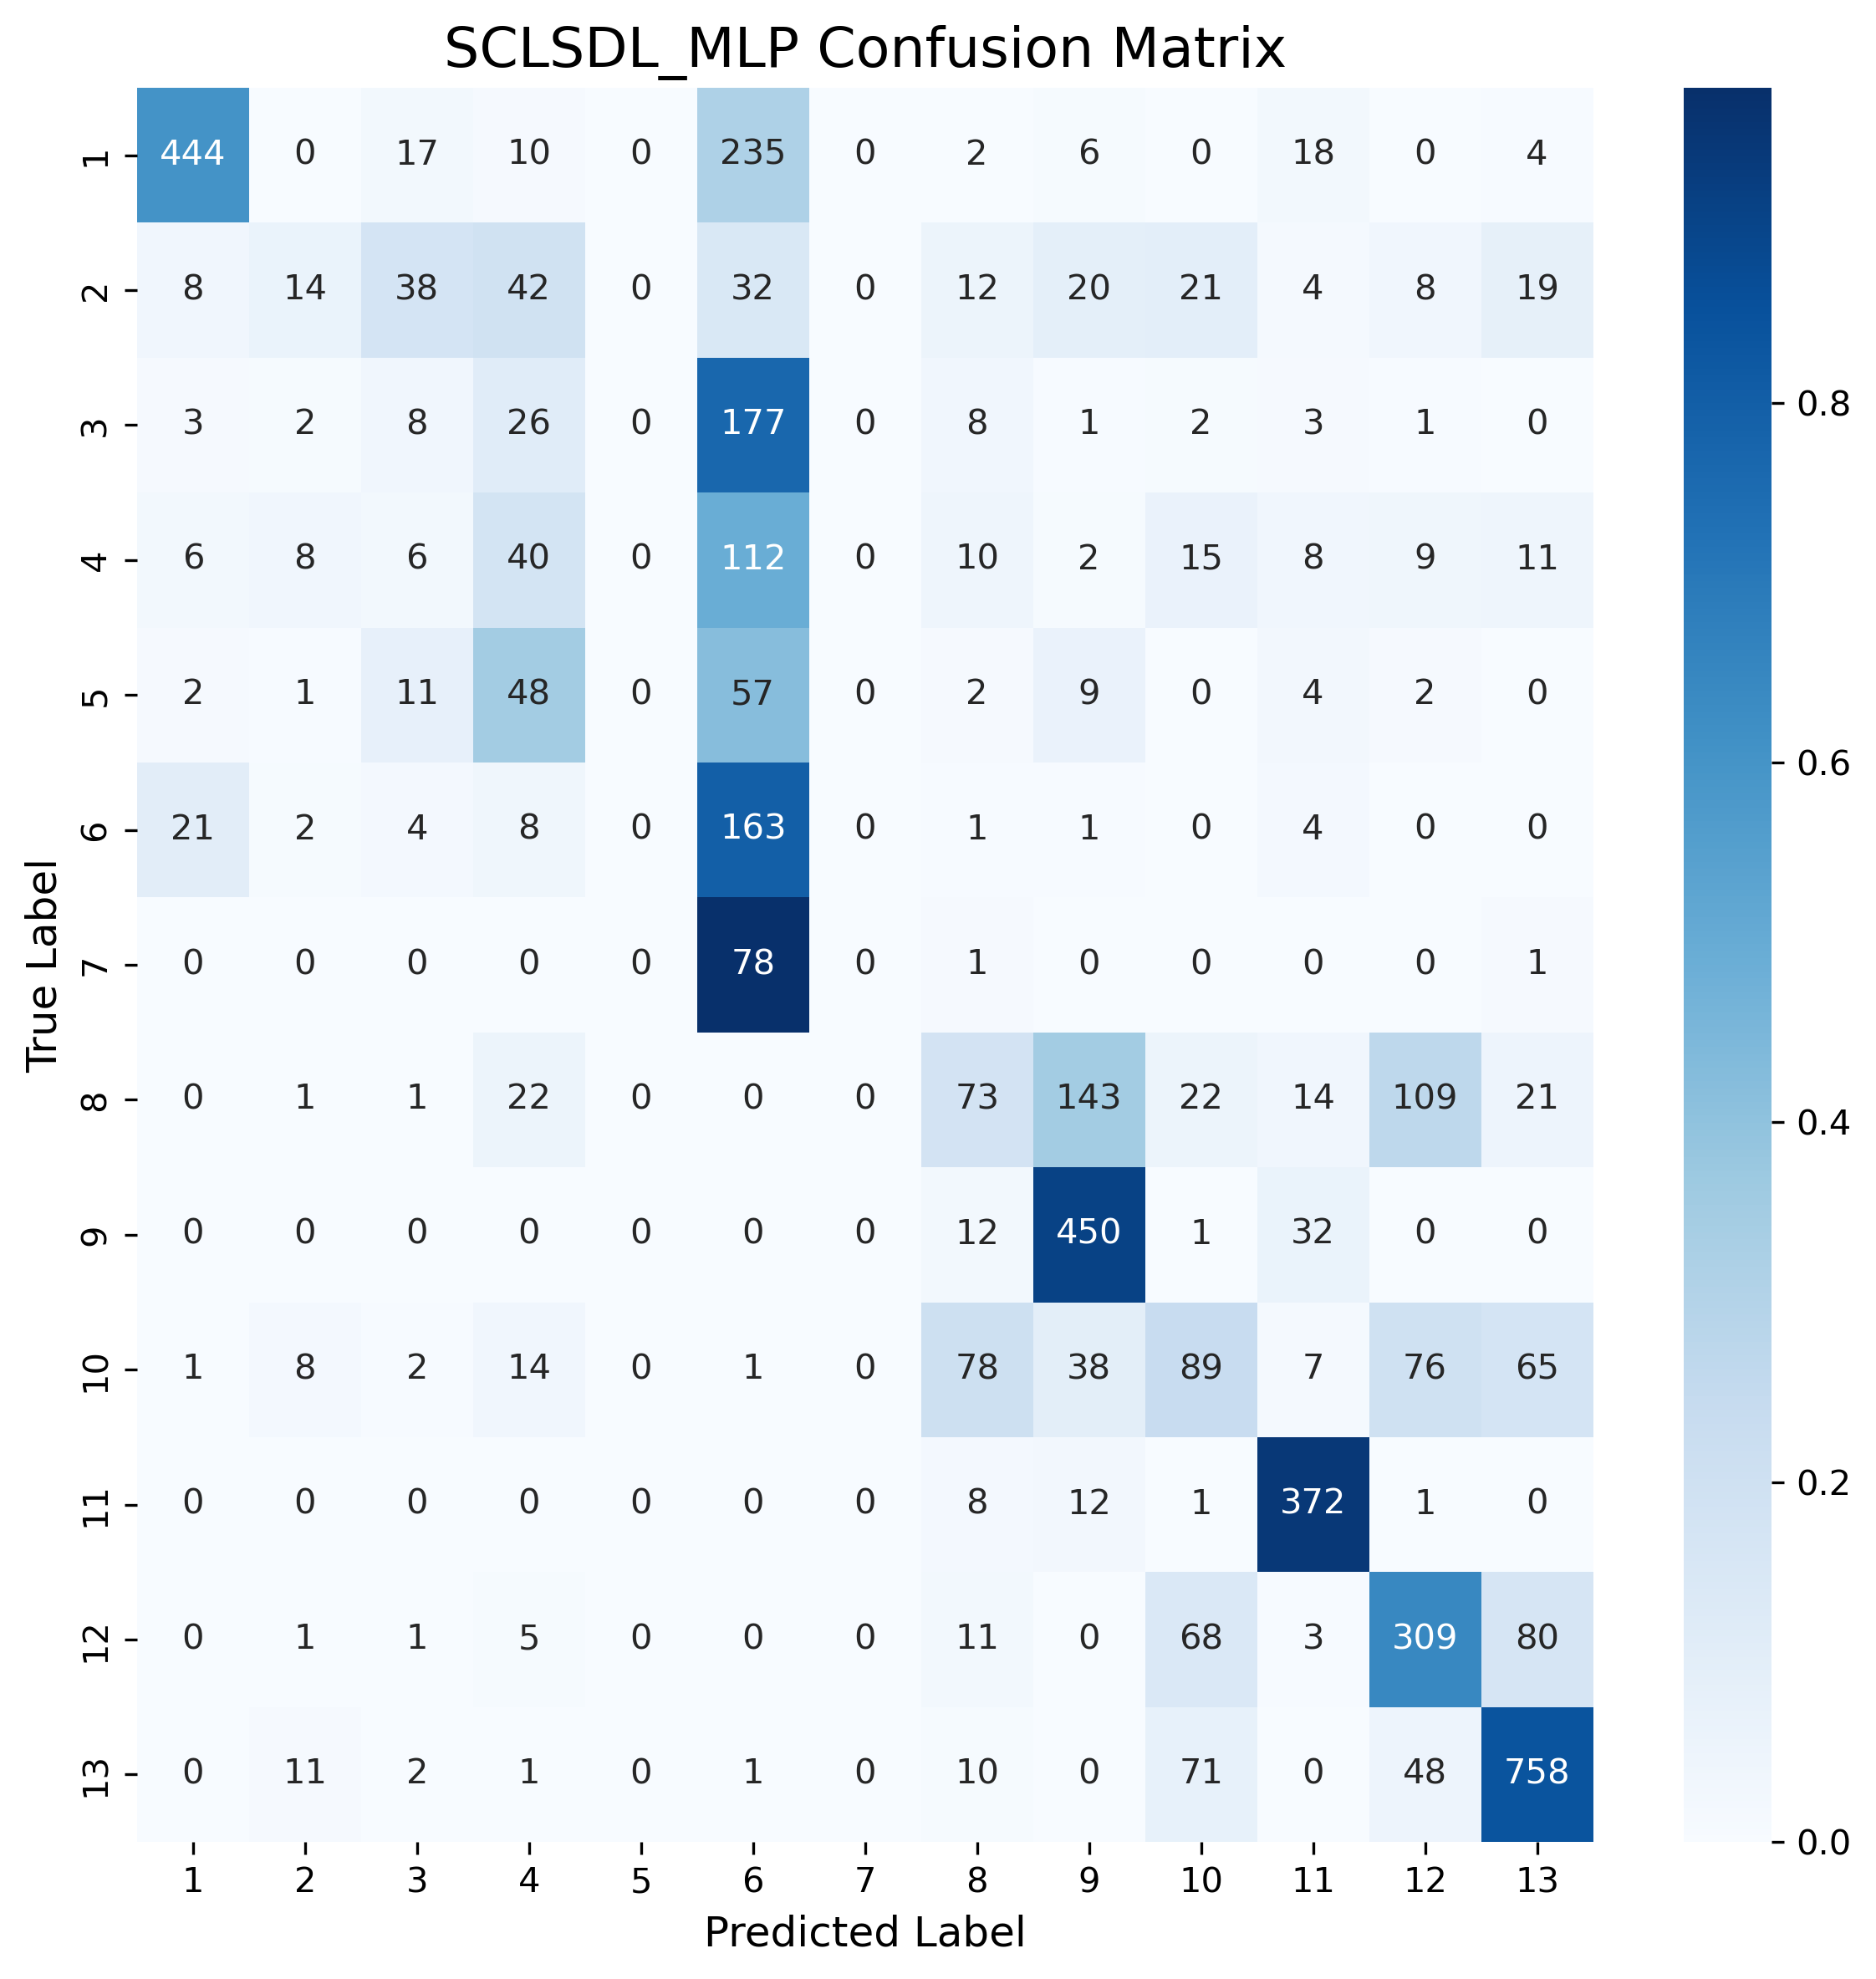 SCLSDL_MLP Confusion Matrix
1 444 0 17 10 0 235 0 2 6 0 18 0 4
2 8 14 38 42 0 32 0 12 20 21 4 8 19
3 3 2 8 26 0 177 0 8 1 2 3 1 0
0.8
4 6 8 6 40 0 112 0 10 2 15 8 9 11
5 2 1 11 48 0 57 0 2 9 0 4 2 0
0.6
6 21 2 4 8 0 163 0 1 1 0 4 0 0
True Label
7 0 0 0 0 0 78 0 1 0 0 0 0 1
8 0 1 1 22 0 0 0 73 143 22 14 109 21
0.4
9 0 0 0 0 0 0 0 12 450 1 32 0 0
10 1 8 2 14 0 1 0 78 38 89 7 76 65
0.2
11 0 0 0 0 0 0 0 8 12 1 372 1 0
12 0 1 1 5 0 0 0 11 0 68 3 309 80
13 0 11 2 1 0 1 0 10 0 71 0 48 758
0.0
1 2 3 4 5 6 7 8 9 10 11 12 13
Predicted Label